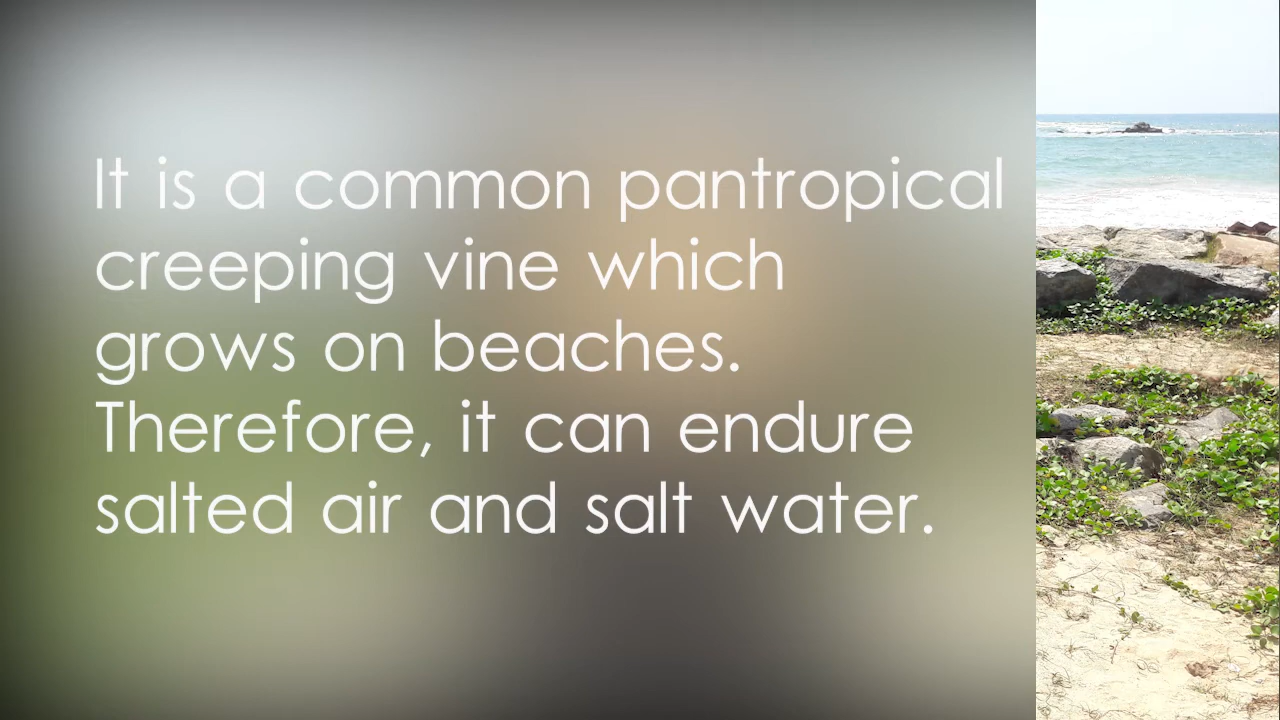 It is a common pantropical
creeping vine which
grows on beaches.
Therefore, it can endure
salted air and salt water.